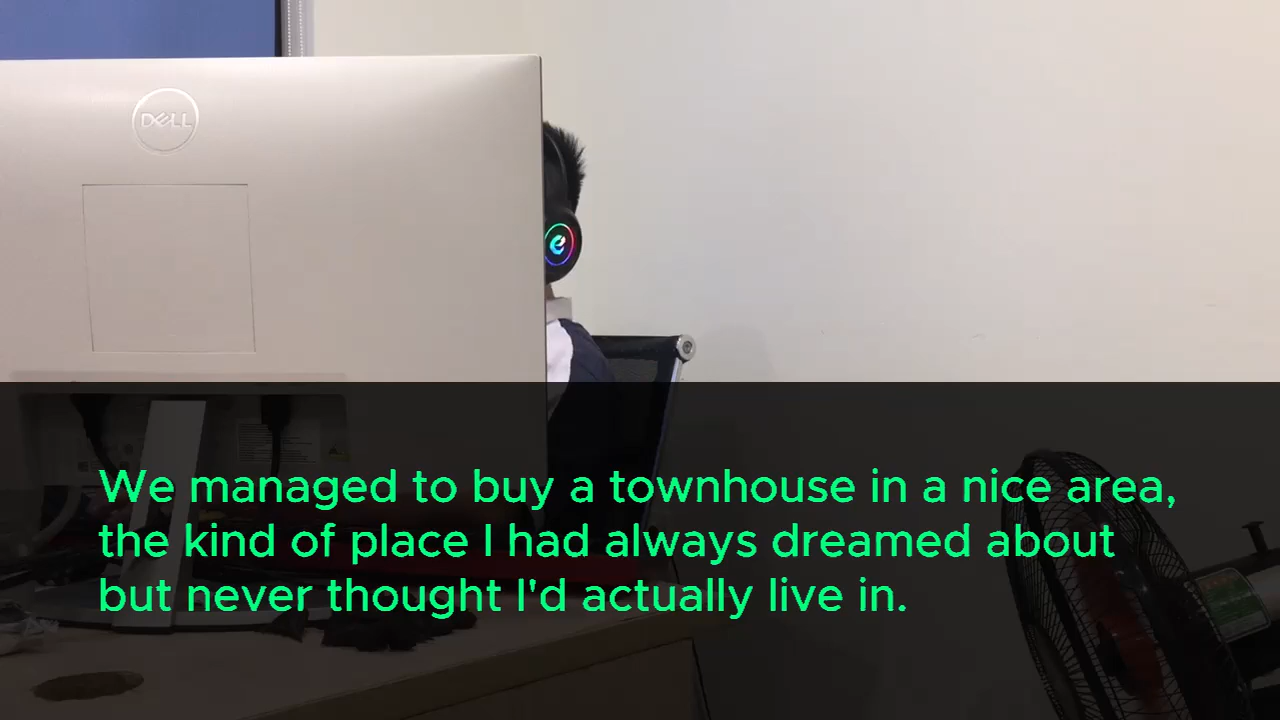 DELL
e
We managed to buy a townhouse in a nice area,
the kind of place I had always dreamed about
but never thought I'd actually live in.